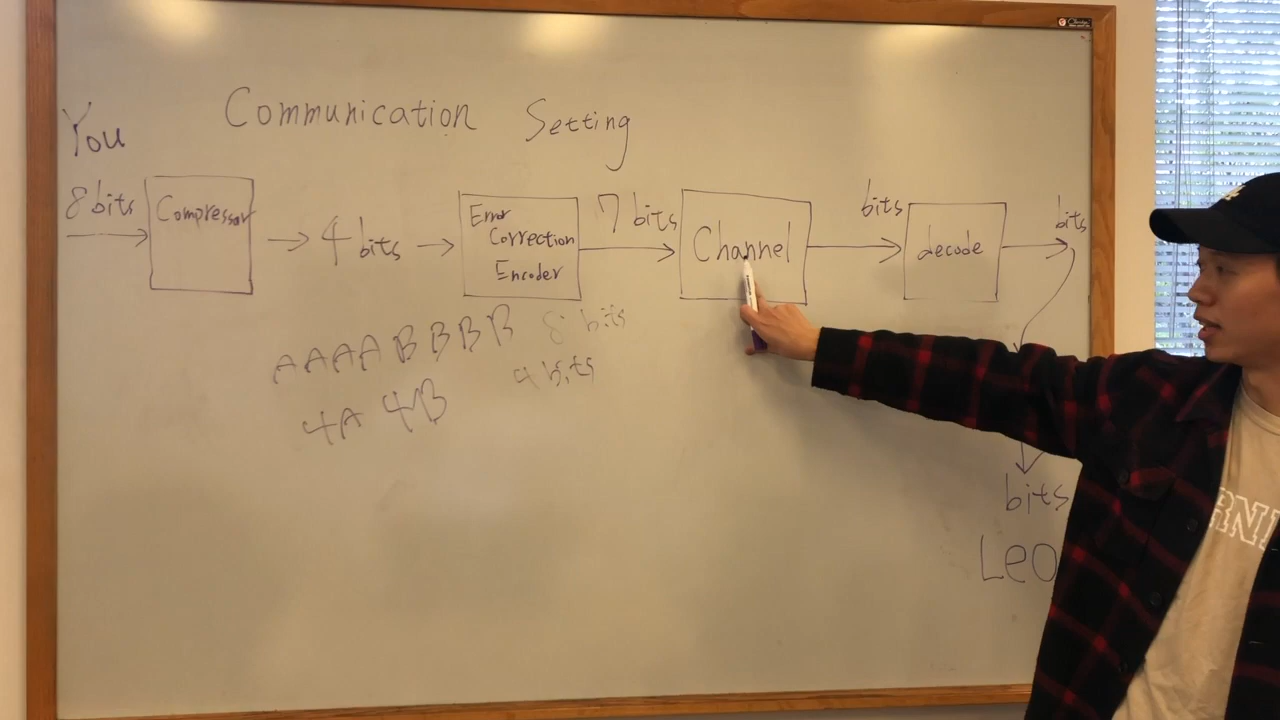 Communication Setting
You
8 bits
Compressor
4 bits
Error
Correction
Encoder
7 bits
Channel
bits
decode
bits
AAAABBBB 8 bits
4A 4B 4 bits
bits
Leo